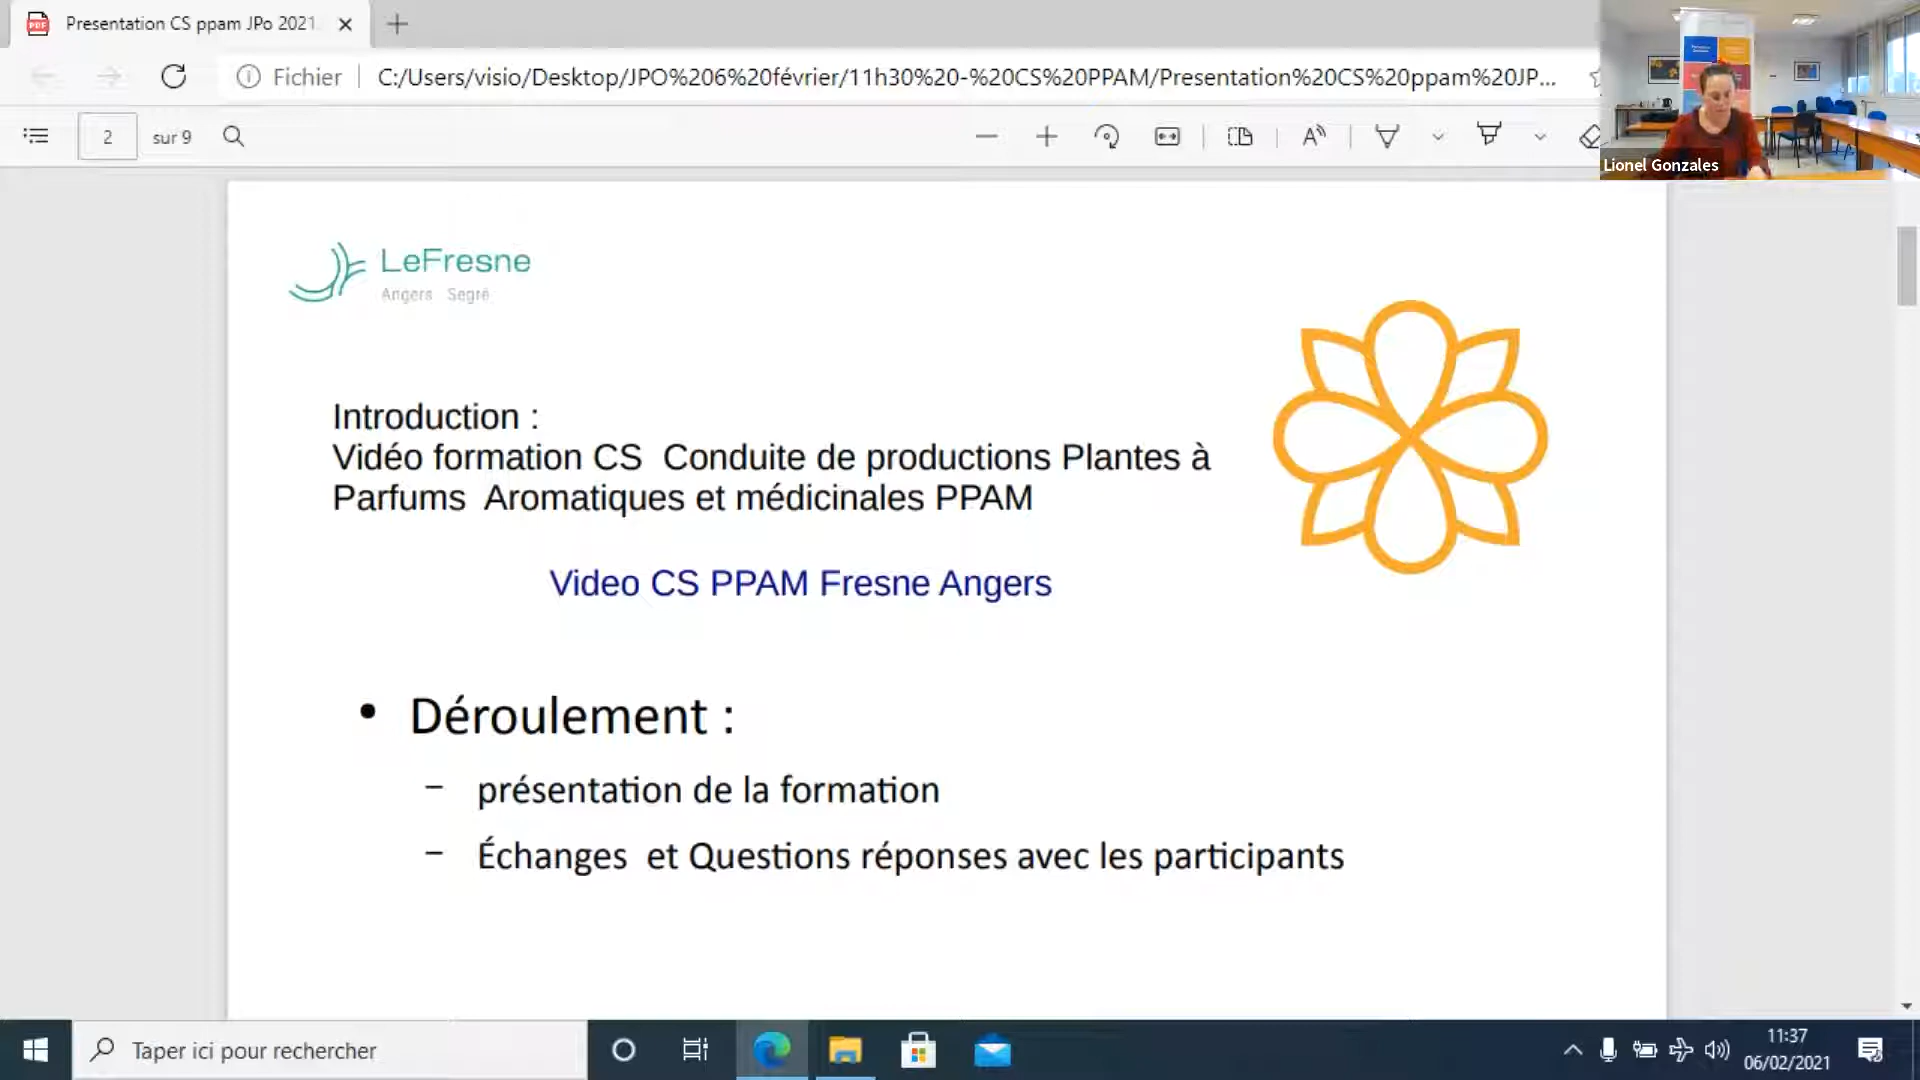 Presentation CS ppam JPo 2021
Fichier
C:/Users/visio/Desktop/JPO%206%20février/11h30%20-%20CS%20PPAM/Presentation%20CS%20ppam%20JP...
2 sur 9
Lionel Gonzales
LeFresne
Angers Segré
Introduction :
Vidéo formation CS Conduite de productions Plantes à
Parfums Aromatiques et médicinales PPAM
Video CS PPAM Fresne Angers
• Déroulement :
– présentation de la formation
– Échanges et Questions réponses avec les participants
Taper ici pour rechercher
11:37
06/02/2021